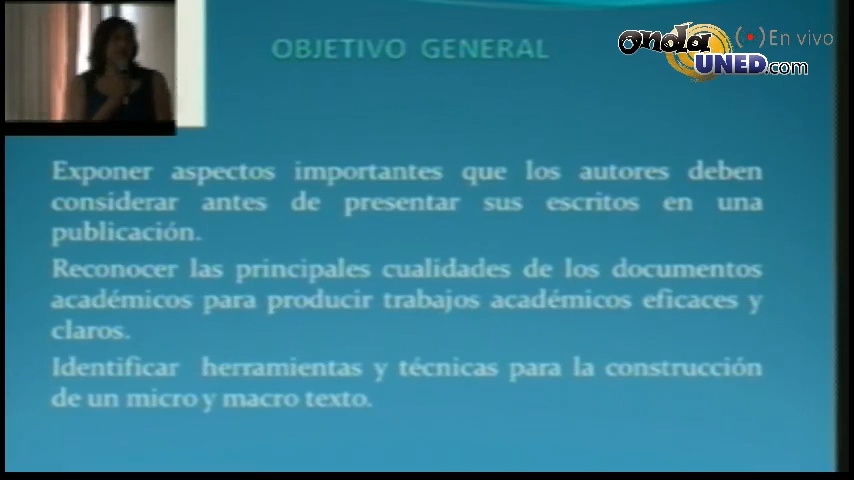 OBJETIVO GENERAL
onda
UNED.com
(•) En vivo
Exponer aspectos importantes que los autores deben
considerar antes de presentar sus escritos en una
publicación.
Reconocer las principales cualidades de los documentos
académicos para producir trabajos académicos eficaces y
claros.
Identificar herramientas y técnicas para la construcción
de un micro y macro texto.